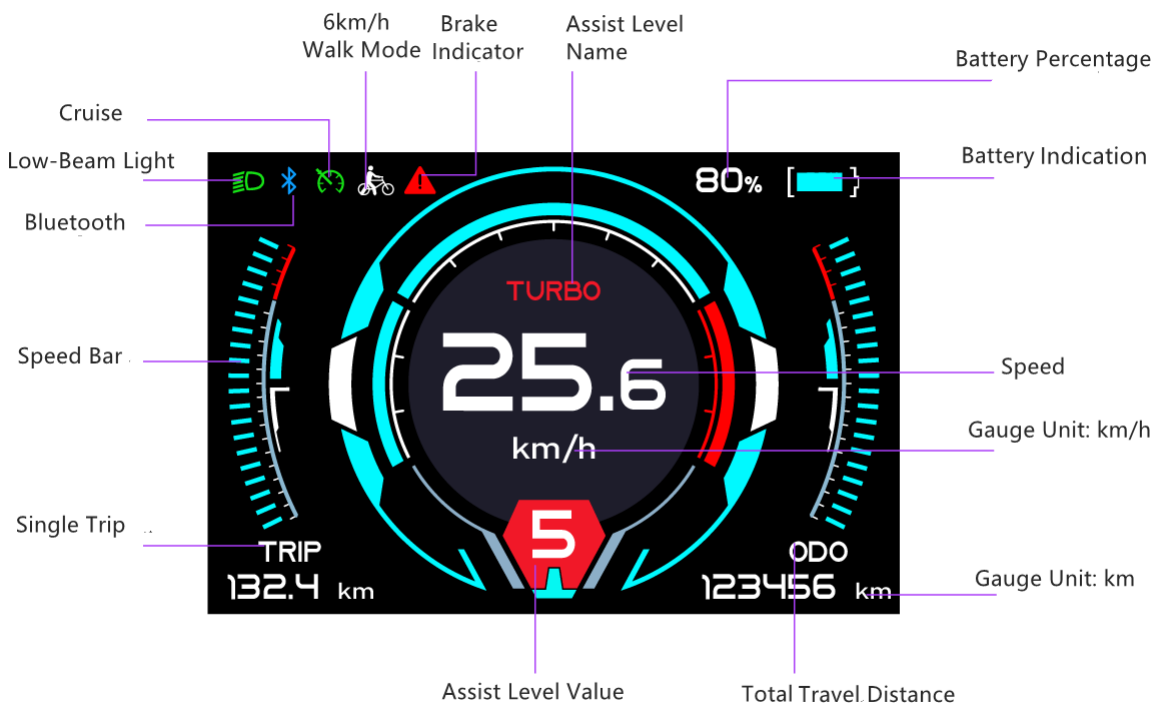 6km/h
Walk Mode
Brake
Indicator
Assist Level
Name
Battery Percentage
Cruise
Low-Beam Light
Battery Indication
80%
Bluetooth
TURBO
Speed Bar
25.6
Speed
km/h
Gauge Unit: km/h
Single Trip
5
TRIP
ODO
132.4 km
123456 km
Gauge Unit: km
Assist Level Value
Total Travel Distance